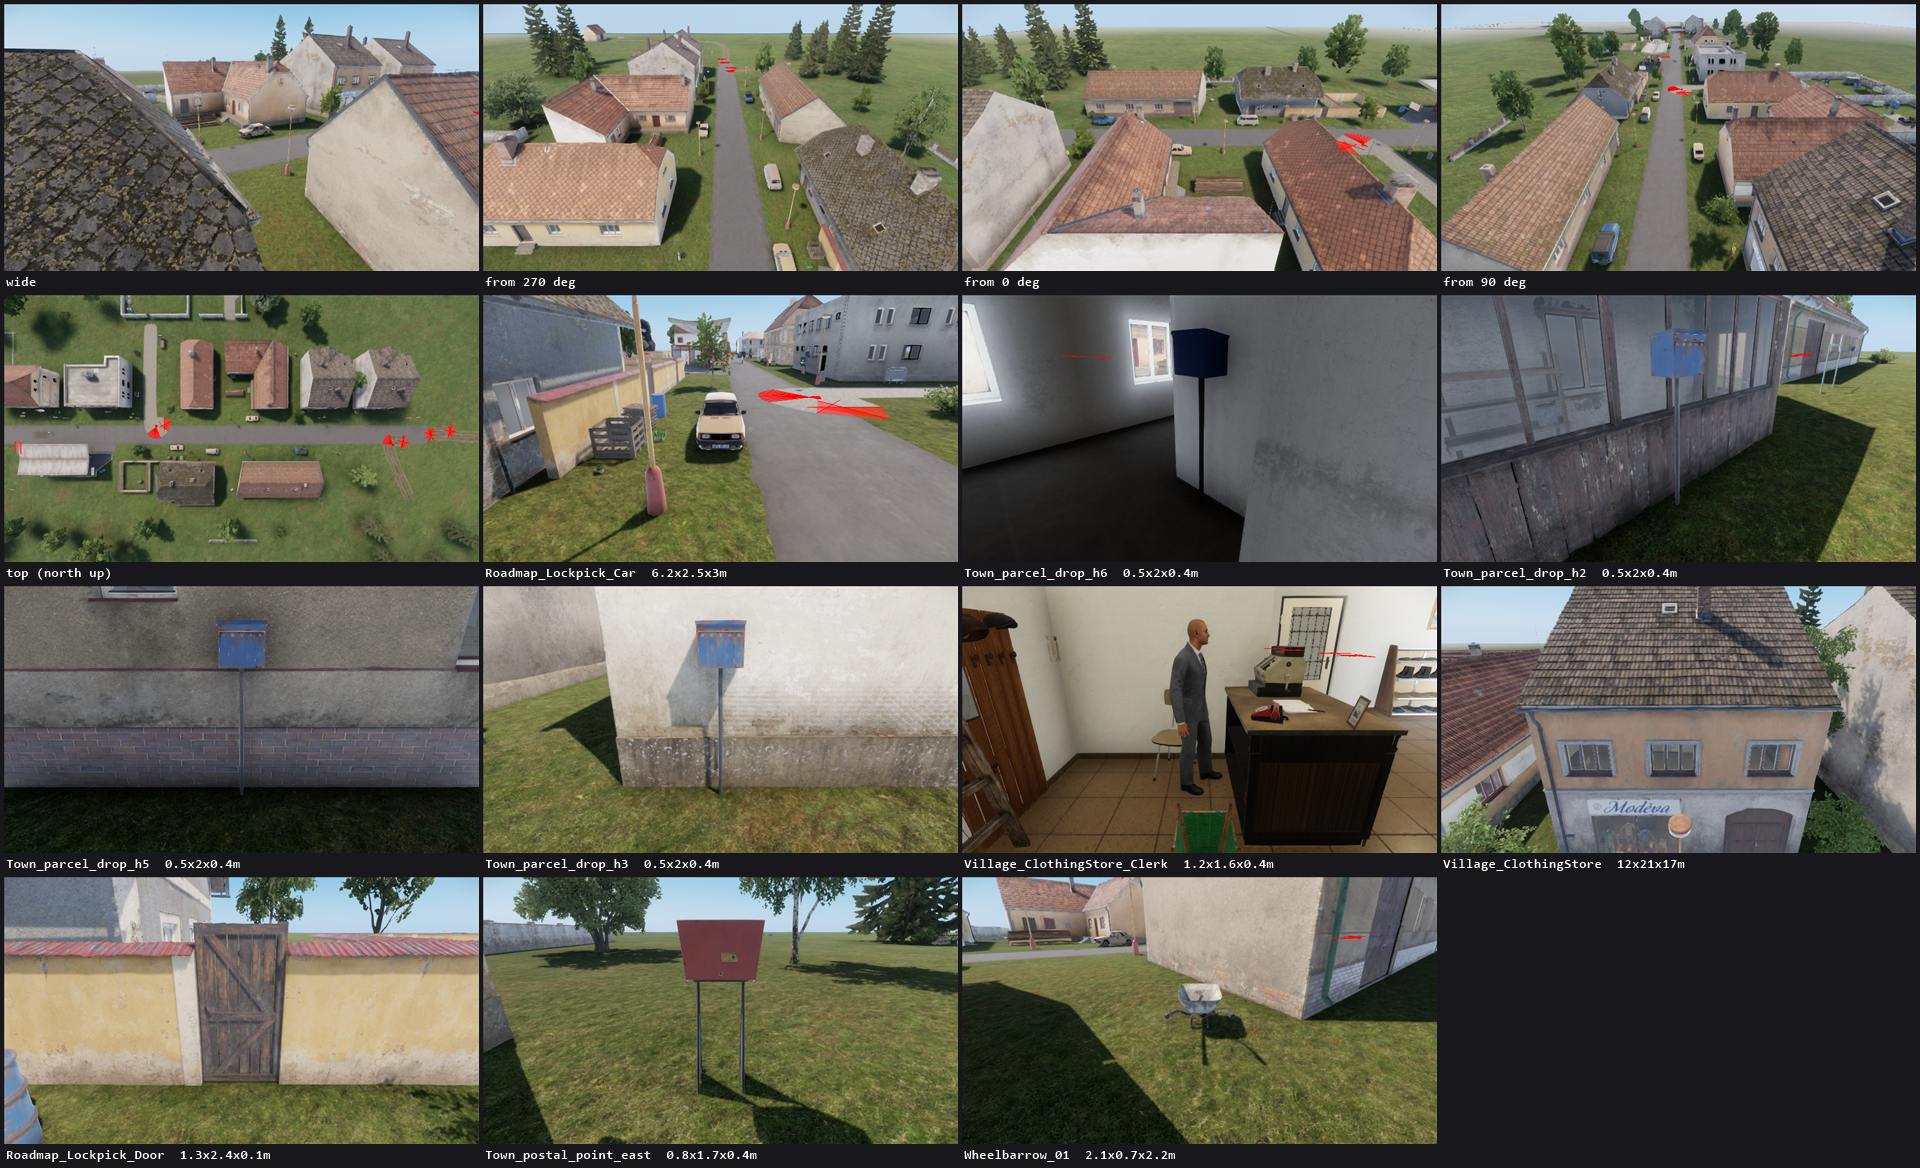 wide
from 270 deg
from 0 deg
from 90 deg
top (north up)
Roadmap_Lockpick_Car 6.2x2.5x3m
Town_parcel_drop_h6 0.5x2x0.4m
Town_parcel_drop_h2 0.5x2x0.4m
Town_parcel_drop_h5 0.5x2x0.4m
Town_parcel_drop_h3 0.5x2x0.4m
Village_ClothingStore_Clerk 1.2x1.6x0.4m
Moděva
Village_ClothingStore 12x21x17m
Roadmap_Lockpick_Door 1.3x2.4x0.1m
Town_postal_point_east 0.8x1.7x0.4m
Wheelbarrow_01 2.1x0.7x2.2m